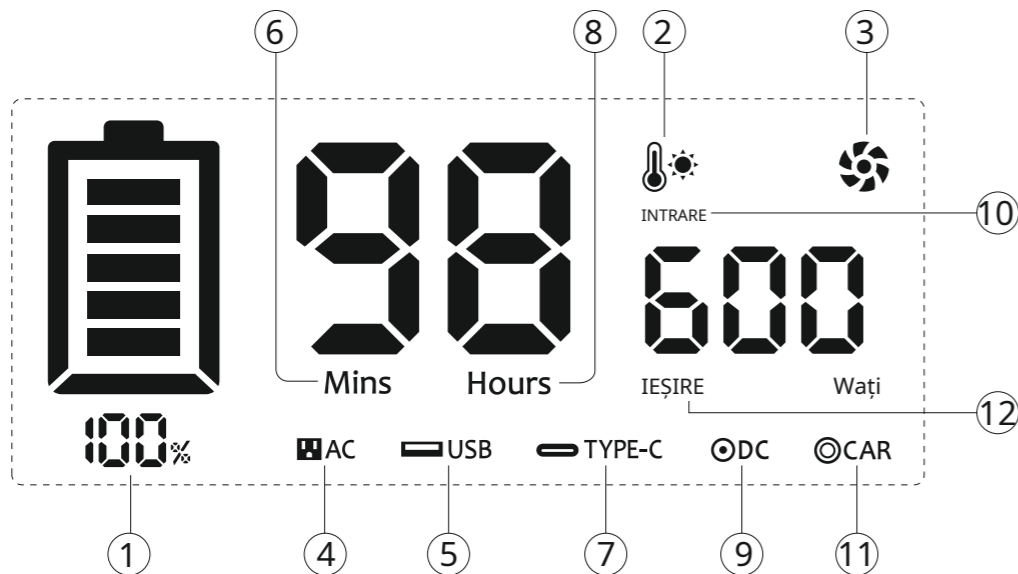 6 8 2 3
98
INTRARE
10
600
Mins Hours
IEȘIRE Wați
12
100%
AC USB TYPE-C DC CAR
1 4 5 7 9 11